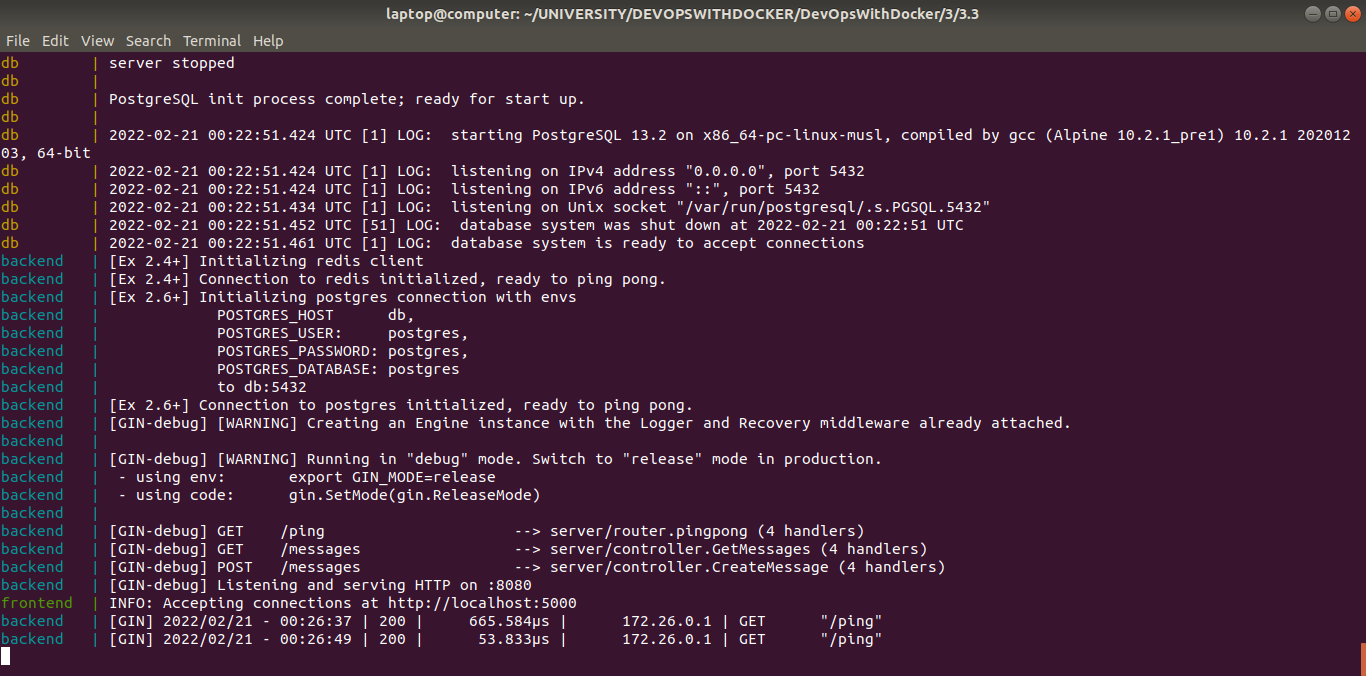 laptop@computer: ~/UNIVERSITY/DEVOPSWITHDOCKER/DevOpsWithDocker/3/3.3
File Edit View Search Terminal Help
db        | server stopped
db        |
db        | PostgreSQL init process complete; ready for start up.
db        |
db        | 2022-02-21 00:22:51.424 UTC [1] LOG:  starting PostgreSQL 13.2 on x86_64-pc-linux-musl, compiled by gcc (Alpine 10.2.1_pre1) 10.2.1 202012
03, 64-bit
db        | 2022-02-21 00:22:51.424 UTC [1] LOG:  listening on IPv4 address "0.0.0.0", port 5432
db        | 2022-02-21 00:22:51.424 UTC [1] LOG:  listening on IPv6 address "::", port 5432
db        | 2022-02-21 00:22:51.434 UTC [1] LOG:  listening on Unix socket "/var/run/postgresql/.s.PGSQL.5432"
db        | 2022-02-21 00:22:51.452 UTC [51] LOG:  database system was shut down at 2022-02-21 00:22:51 UTC
db        | 2022-02-21 00:22:51.461 UTC [1] LOG:  database system is ready to accept connections
backend   | [Ex 2.4+] Initializing redis client
backend   | [Ex 2.4+] Connection to redis initialized, ready to ping pong.
backend   | [Ex 2.6+] Initializing postgres connection with envs
backend   |             POSTGRES_HOST      db,
backend   |             POSTGRES_USER:     postgres,
backend   |             POSTGRES_PASSWORD: postgres,
backend   |             POSTGRES_DATABASE: postgres
backend   |             to db:5432
backend   | [Ex 2.6+] Connection to postgres initialized, ready to ping pong.
backend   | [GIN-debug] [WARNING] Creating an Engine instance with the Logger and Recovery middleware already attached.
backend   |
backend   | [GIN-debug] [WARNING] Running in "debug" mode. Switch to "release" mode in production.
backend   |  - using env:       export GIN_MODE=release
backend   |  - using code:      gin.SetMode(gin.ReleaseMode)
backend   |
backend   | [GIN-debug] GET    /ping                     --> server/router.pingpong (4 handlers)
backend   | [GIN-debug] GET    /messages                 --> server/controller.GetMessages (4 handlers)
backend   | [GIN-debug] POST   /messages                 --> server/controller.CreateMessage (4 handlers)
backend   | [GIN-debug] Listening and serving HTTP on :8080
frontend  | INFO: Accepting connections at http://localhost:5000
backend   | [GIN] 2022/02/21 - 00:26:37 | 200 |     665.584µs |      172.26.0.1 | GET      "/ping"
backend   | [GIN] 2022/02/21 - 00:26:49 | 200 |      53.833µs |      172.26.0.1 | GET      "/ping"